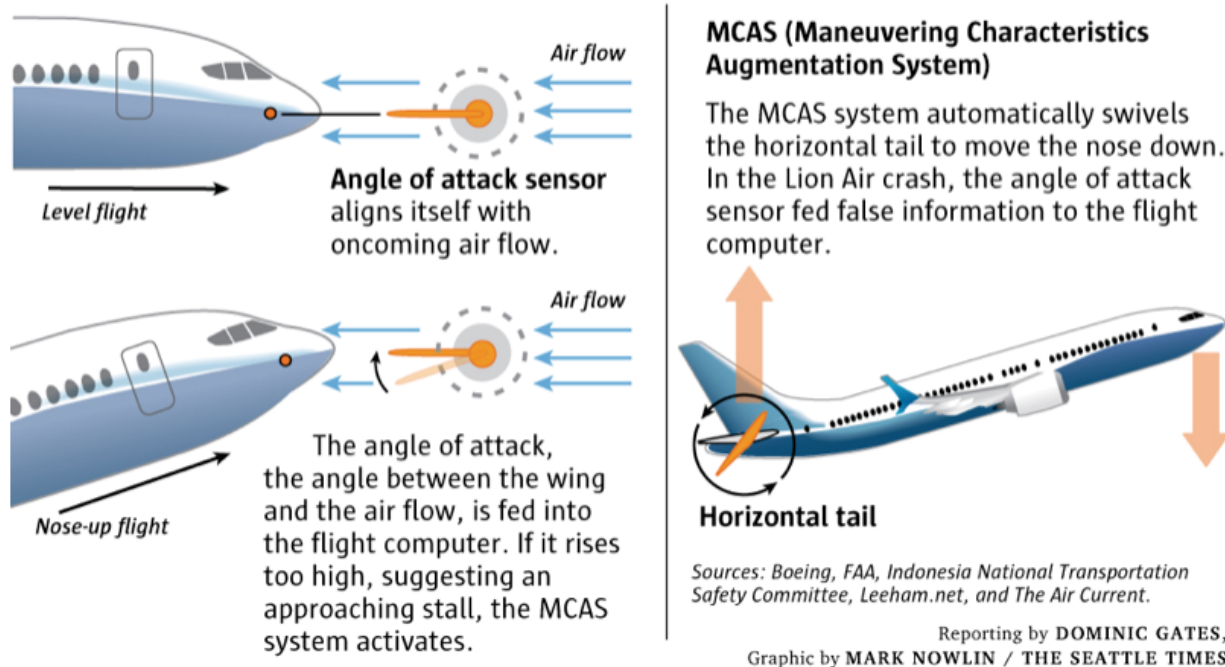 Air flow
Level flight
Angle of attack sensor
aligns itself with
oncoming air flow.
Air flow
Nose-up flight
The angle of attack,
the angle between the wing
and the air flow, is fed into
the flight computer. If it rises
too high, suggesting an
approaching stall, the MCAS
system activates.
MCAS (Maneuvering Characteristics
Augmentation System)
The MCAS system automatically swivels
the horizontal tail to move the nose down.
In the Lion Air crash, the angle of attack
sensor fed false information to the flight
computer.
Horizontal tail
Sources: Boeing, FAA, Indonesia National Transportation
Safety Committee, Leeham.net, and The Air Current.
Reporting by DOMINIC GATES,
Graphic by MARK NOWLIN / THE SEATTLE TIMES